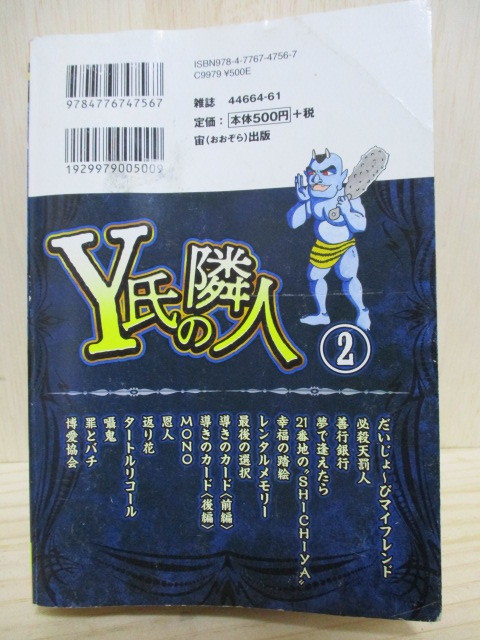 ISBN978-4-7767-4756-7
C9979 ¥500E
9784776747567
1929979005009
雑誌 44664-61
定価：本体500円＋税
宙（おおぞら）出版
Y氏の隣人
②
だいじょ〜びマイフレンド
必殺天罰人
善行銀行
夢で逢えたら
21番地の“SHICHIYA”
幸福の踏絵
レンタルメモリー
最後の選択
導きのカード〈前編〉
導きのカード〈後編〉
MONO
恩人
返り花
タートルリコール
囁鬼
罪とバチ
博愛協会